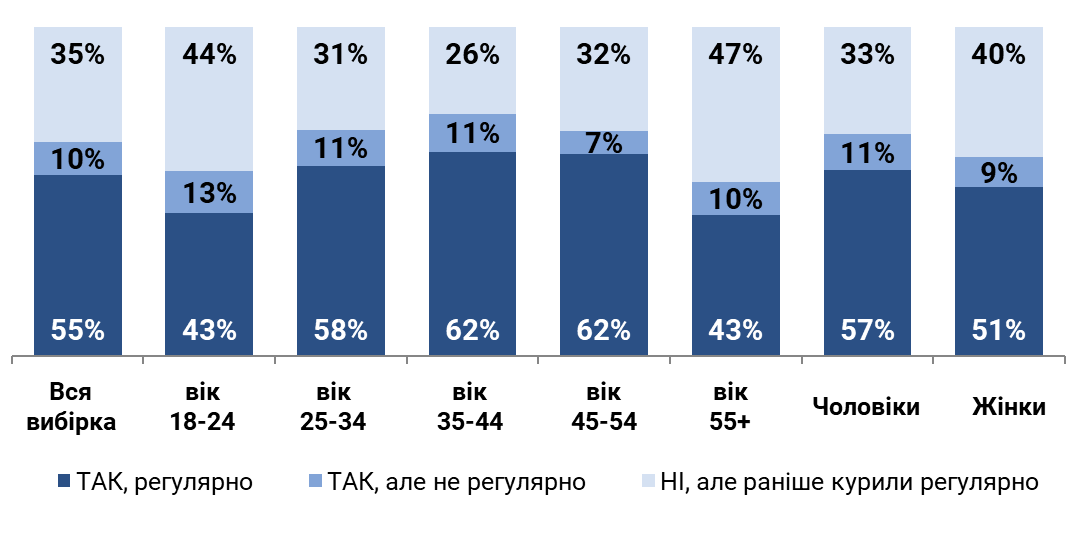 35% 44% 31% 26% 32% 47% 33% 40%
10% 13% 11% 11% 7% 10% 11% 9%
55% 43% 58% 62% 62% 43% 57% 51%
Вся вік вік вік вік вік Чоловіки Жінки
вибірка 18-24 25-34 35-44 45-54 55+
ТАК, регулярно ТАК, але не регулярно НІ, але раніше курили регулярно